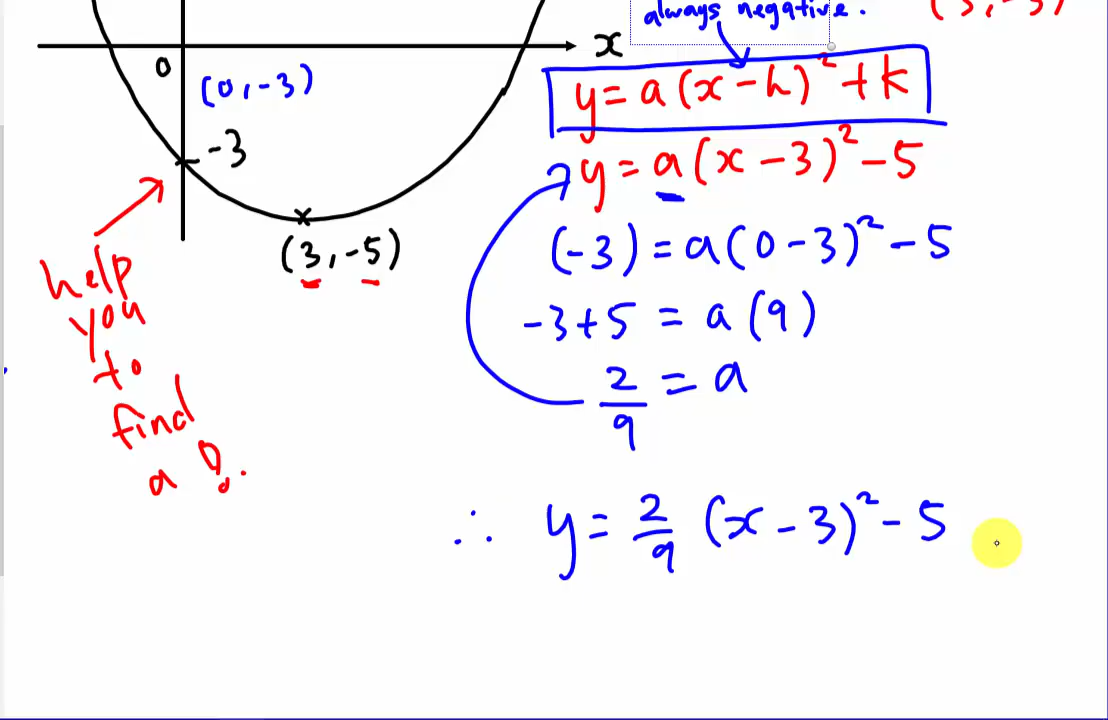 always negative.
x
0
(0,-3)
y = a(x-h)² + k
-3
y = a(x-3)² - 5
(3,-5)
(-3) = a(0-3)² - 5
help
you
to
find
a
-3+5 = a(9)
2/9 = a
∴ y = 2/9 (x-3)² - 5